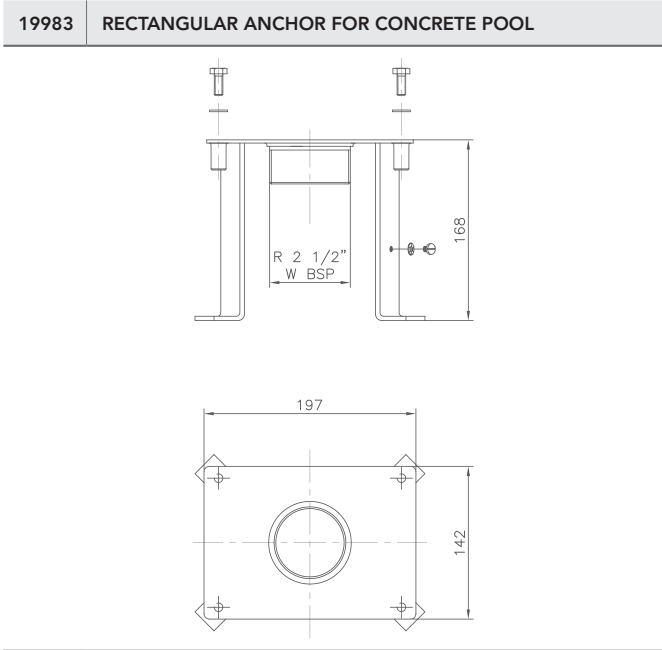 19983 RECTANGULAR ANCHOR FOR CONCRETE POOL
168
R 2 1/2"
W BSP
197
142